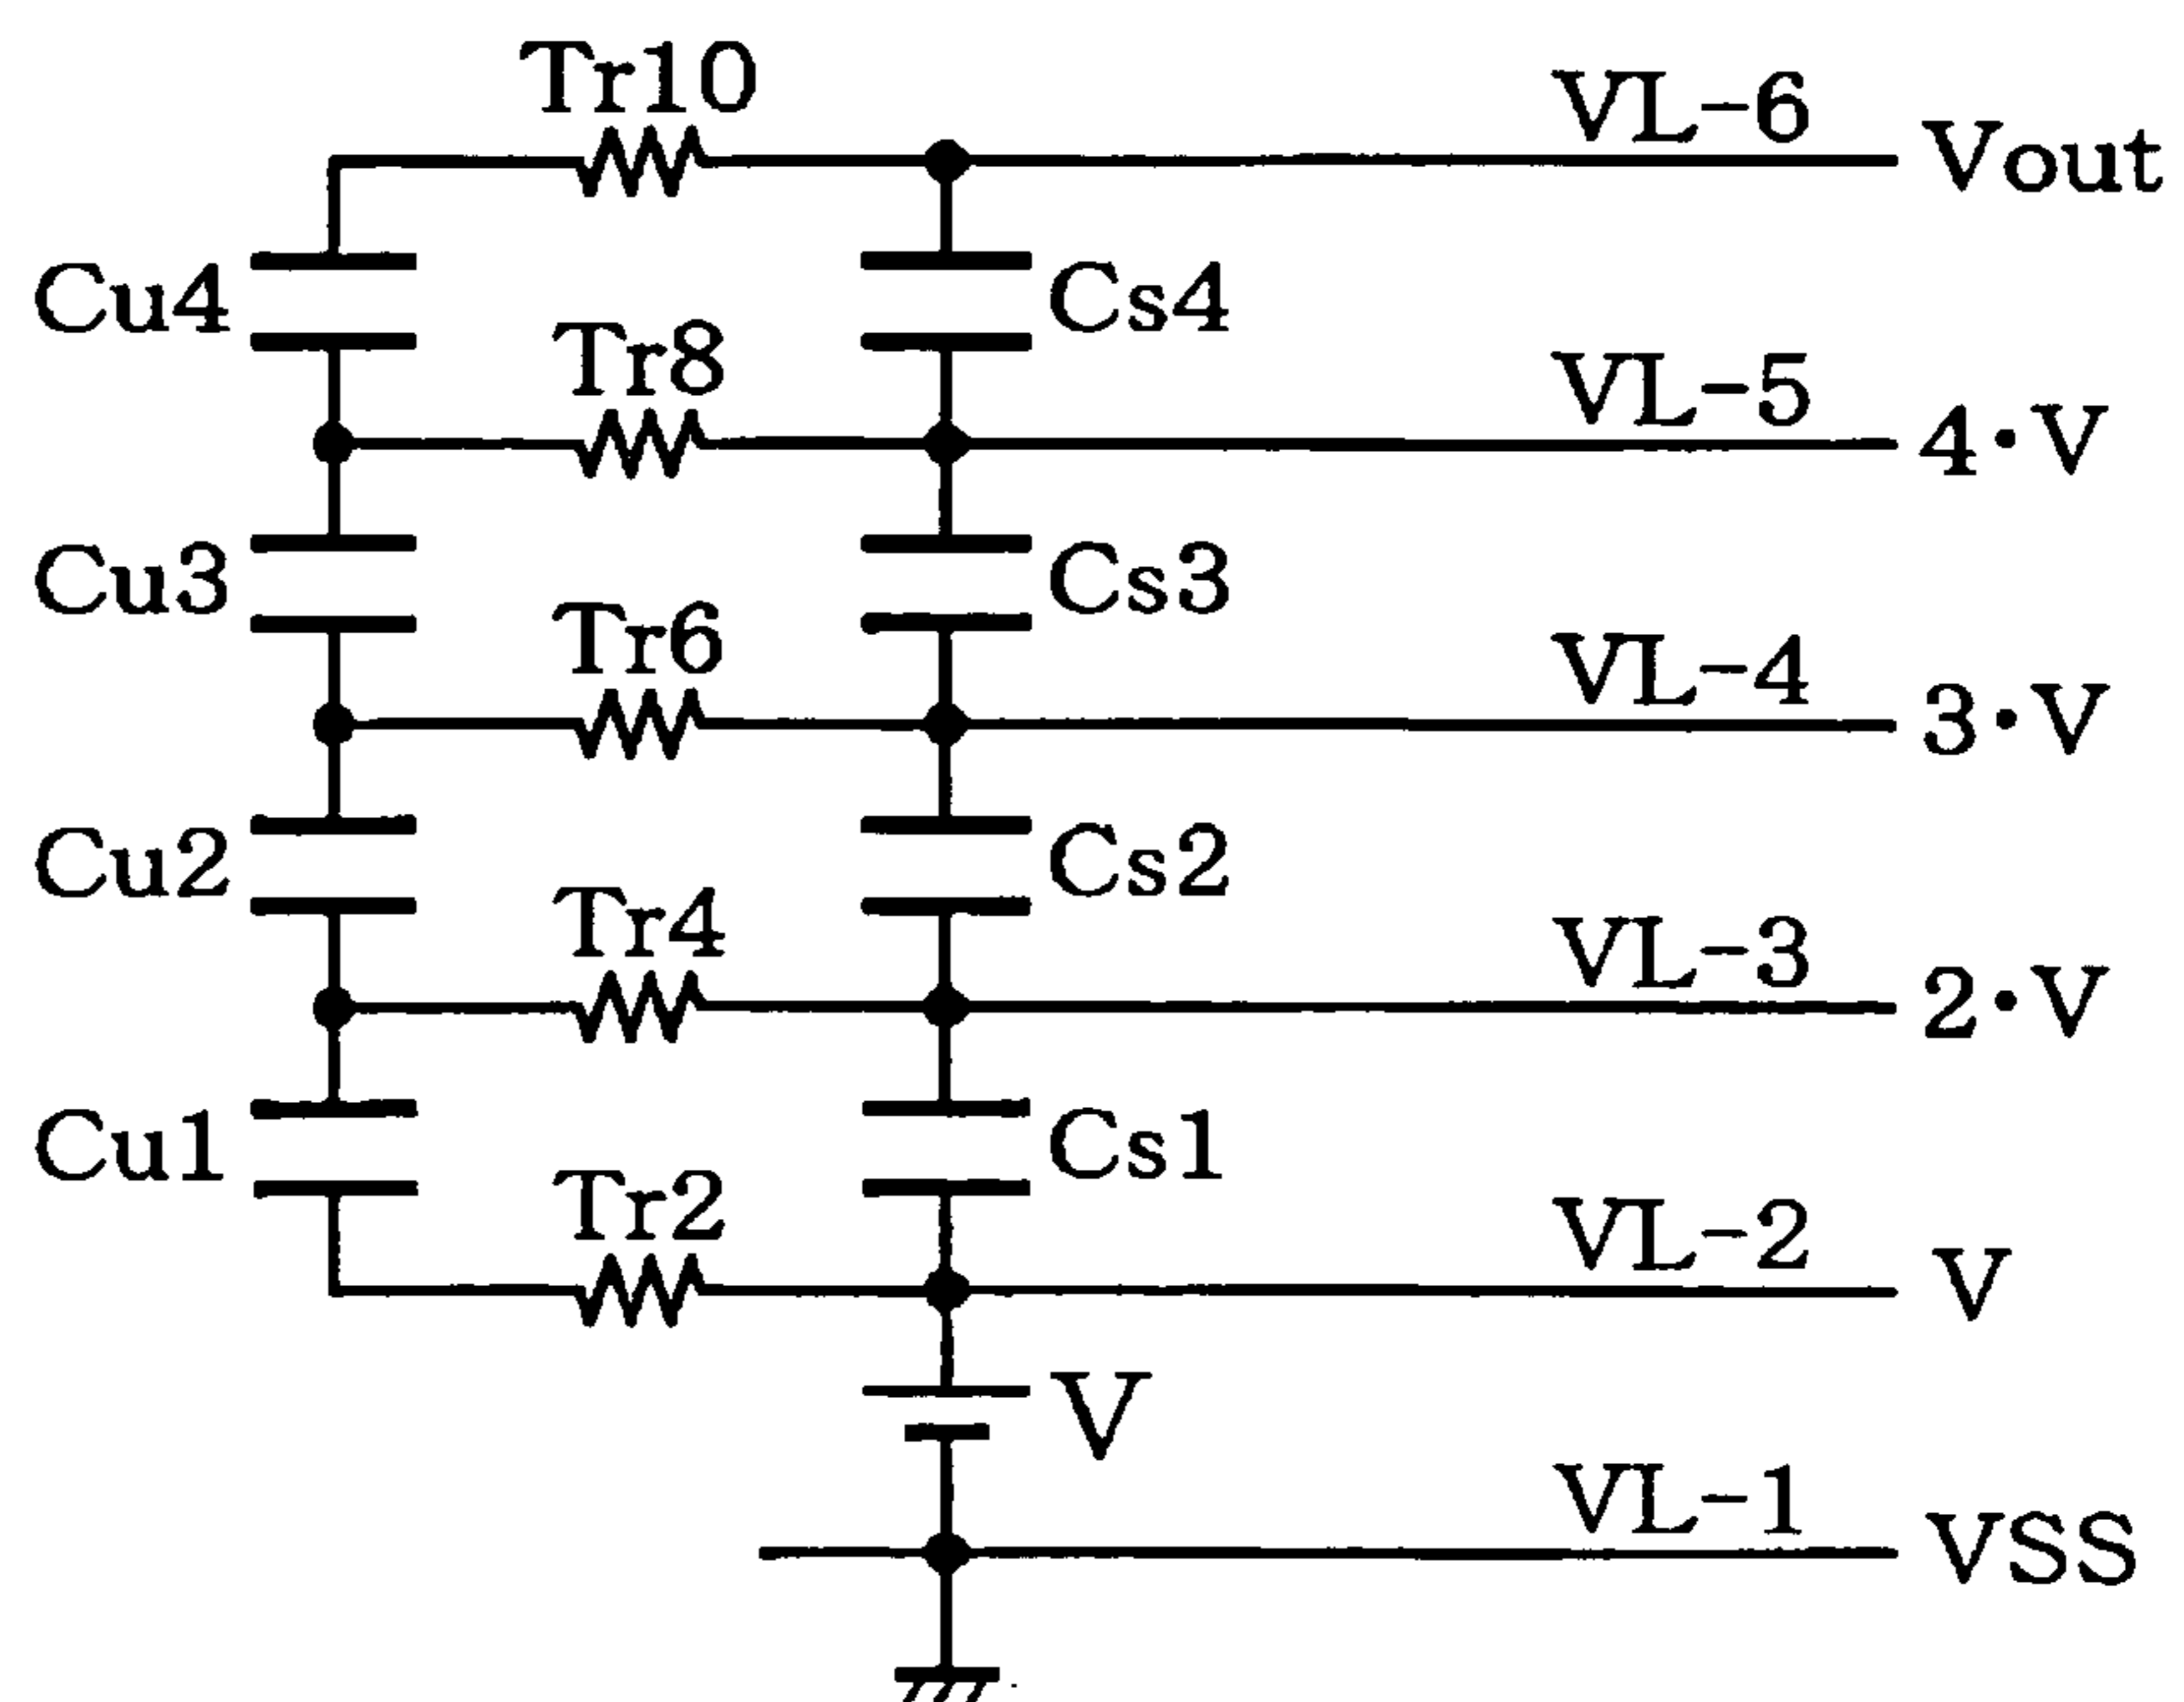 Tr10
VL-6
Vout
Cu4
Cs4
Tr8
VL-5
4·V
Cu3
Cs3
Tr6
VL-4
3·V
Cu2
Cs2
Tr4
VL-3
2·V
Cu1
Cs1
Tr2
VL-2
V
V
VL-1
VSS